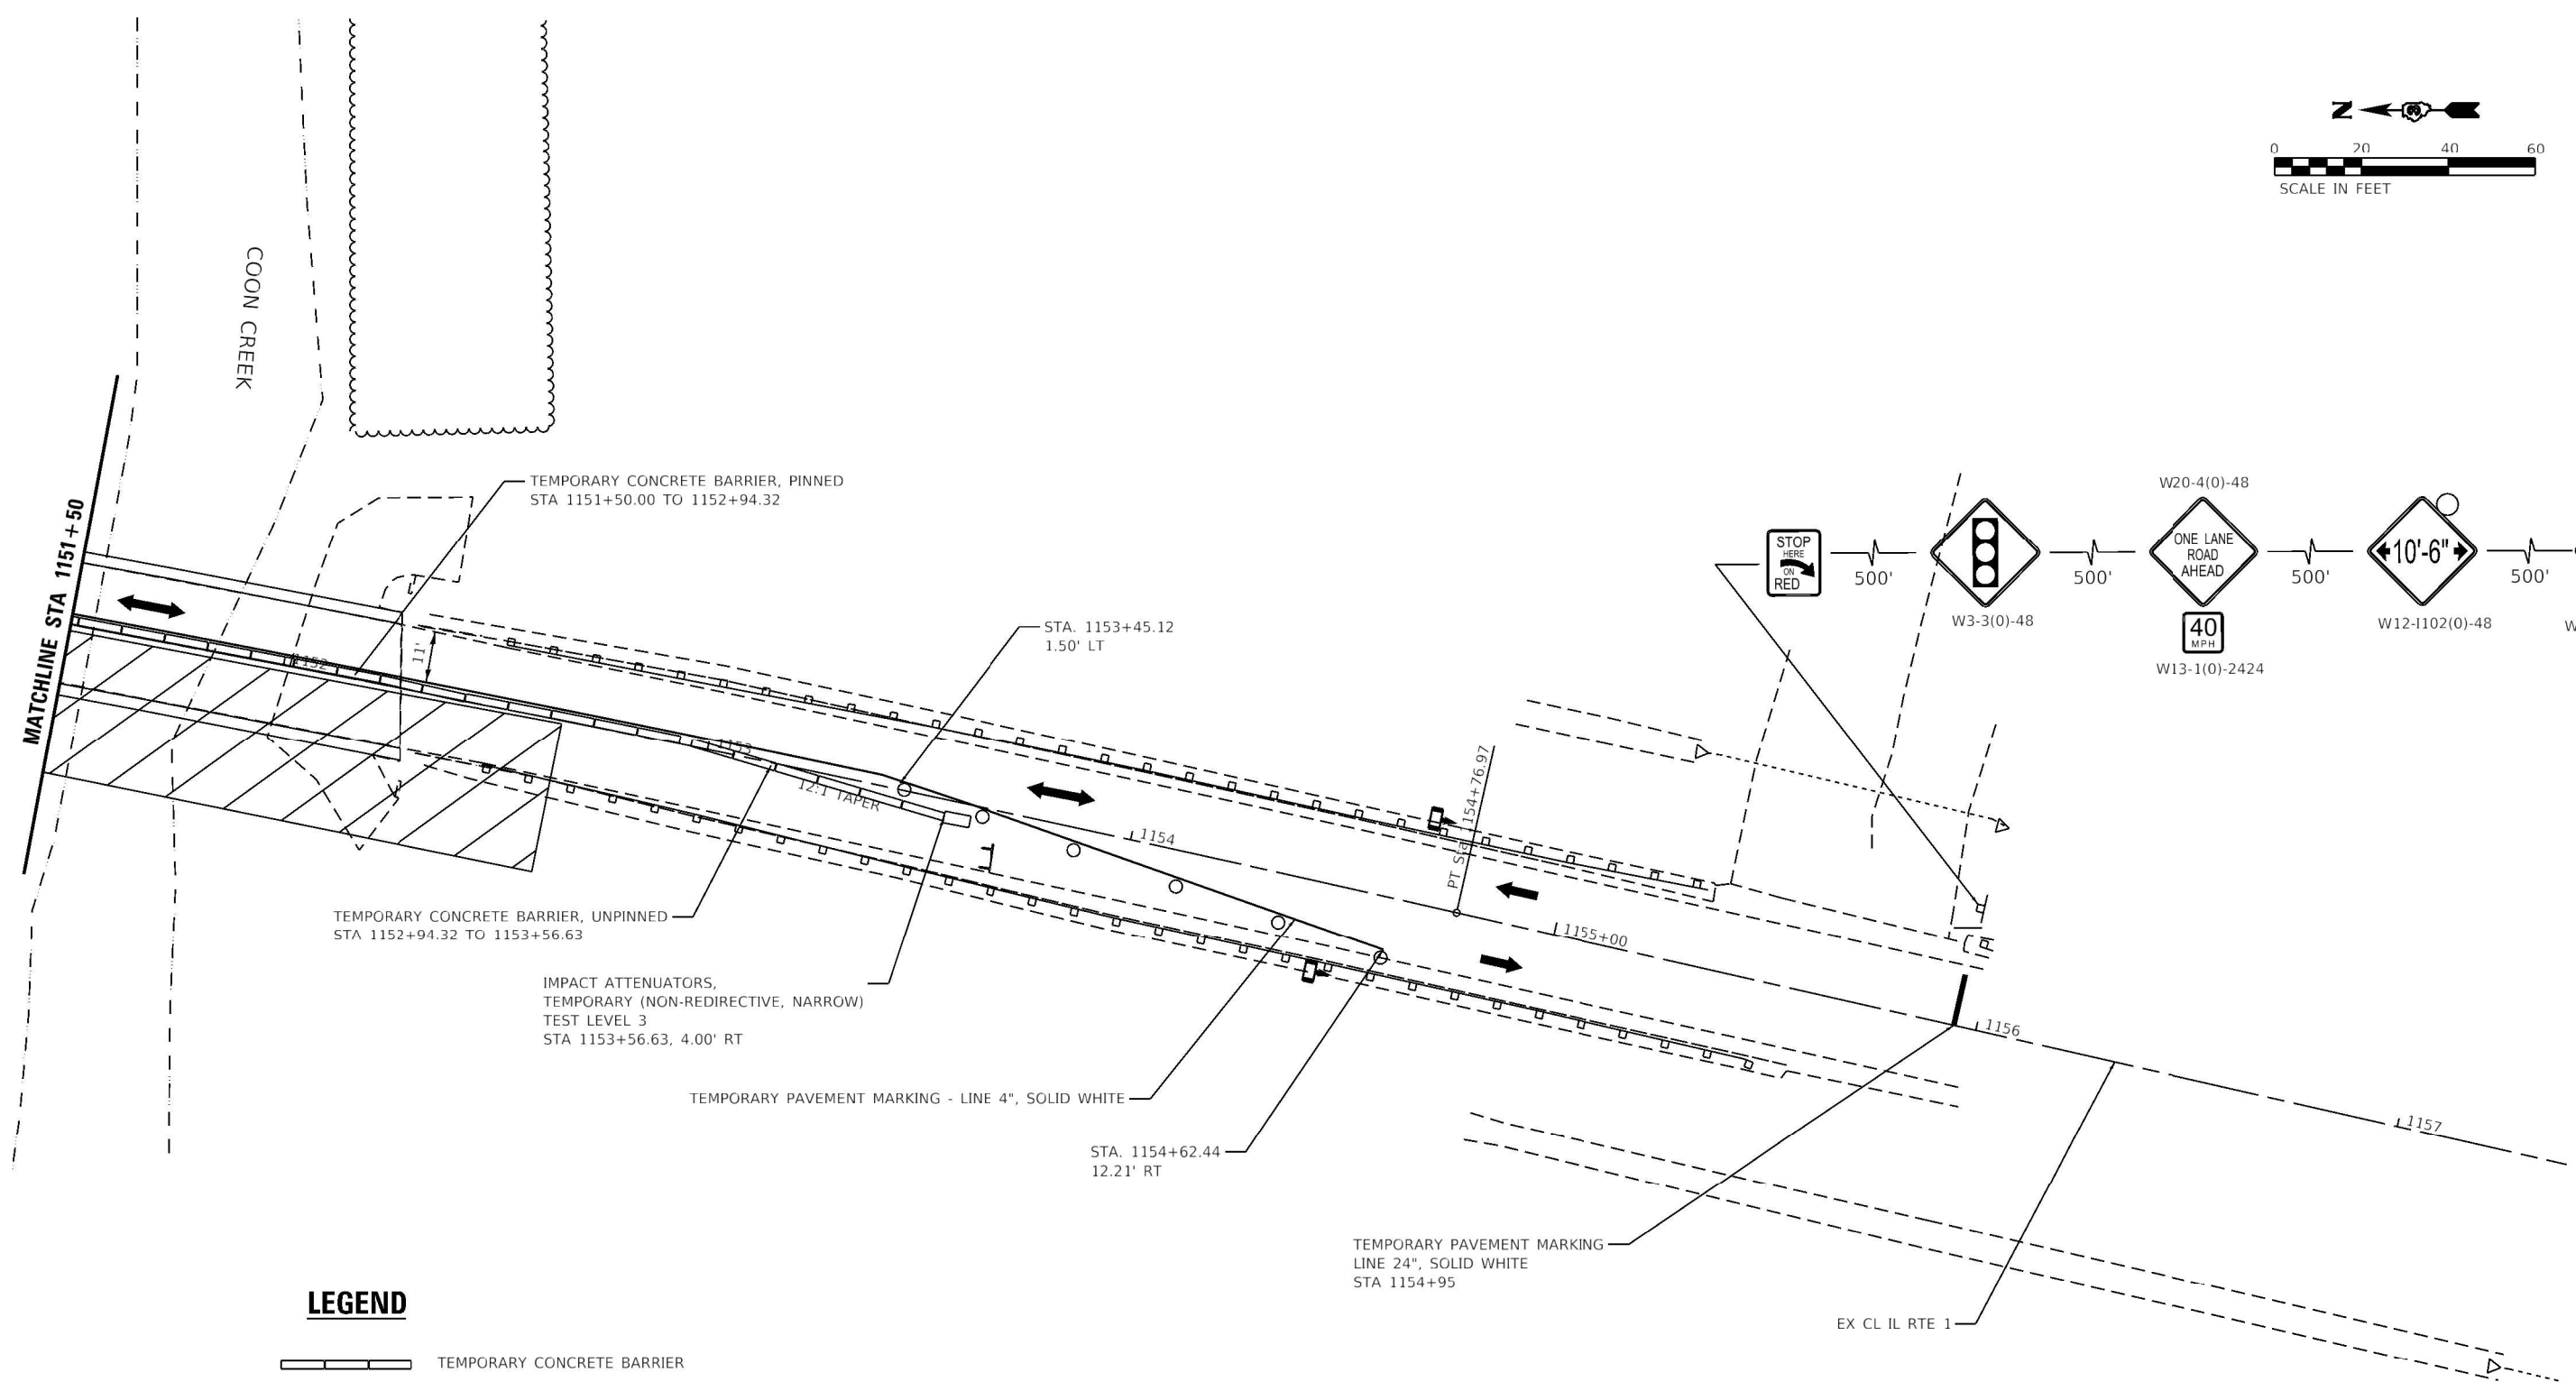 N
0 20 40 60
SCALE IN FEET
COON CREEK
MATCHLINE STA 1151+50
TEMPORARY CONCRETE BARRIER, PINNED
STA 1151+50.00 TO 1152+94.32
W20-4(0)-48
STOP
HERE
ON
RED
500'
500'
ONE LANE
ROAD
AHEAD
500'
10'-6"
500'
W3-3(0)-48
40
MPH
W13-1(0)-2424
W12-I102(0)-48
W
STA. 1153+45.12
1.50' LT
11'
1152
1153
12:1 TAPER
1154
PT Sta 1154+76.97
1155+00
1156
1157
TEMPORARY CONCRETE BARRIER, UNPINNED
STA 1152+94.32 TO 1153+56.63
IMPACT ATTENUATORS,
TEMPORARY (NON-REDIRECTIVE, NARROW)
TEST LEVEL 3
STA 1153+56.63, 4.00' RT
TEMPORARY PAVEMENT MARKING - LINE 4", SOLID WHITE
STA. 1154+62.44
12.21' RT
TEMPORARY PAVEMENT MARKING
LINE 24", SOLID WHITE
STA 1154+95
EX CL IL RTE 1
LEGEND
TEMPORARY CONCRETE BARRIER